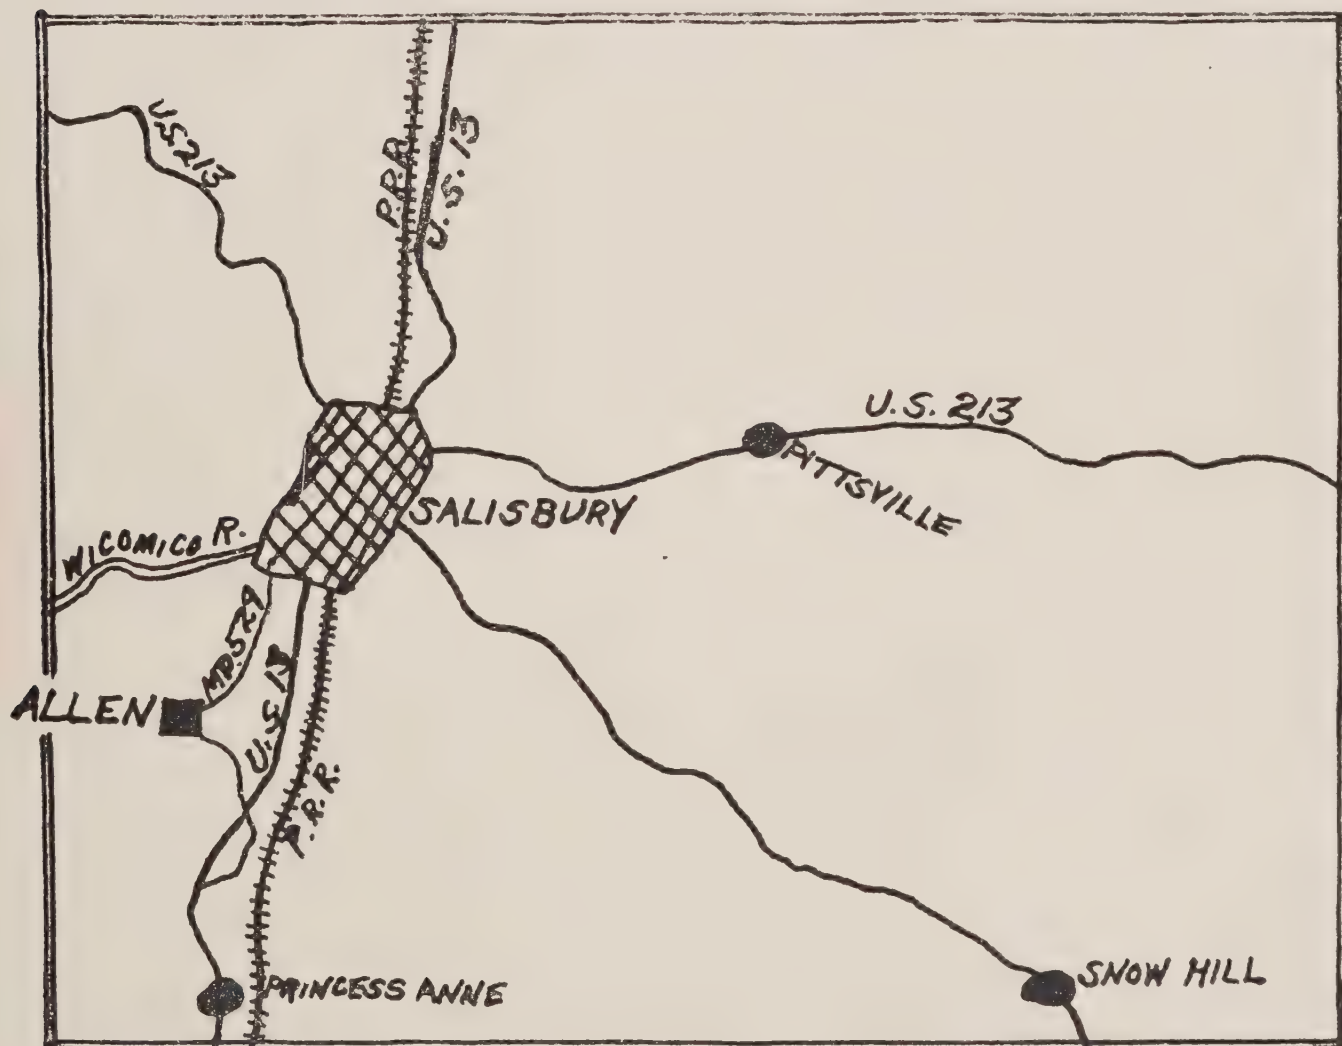 U.S. 213
P.R.R.
U.S. 13
U.S. 213
PITTSVILLE
SALISBURY
WICOMICO R.
MD. 529
ALLEN
U.S. 13
P.R.R.
PRINCESS ANNE
SNOW HILL